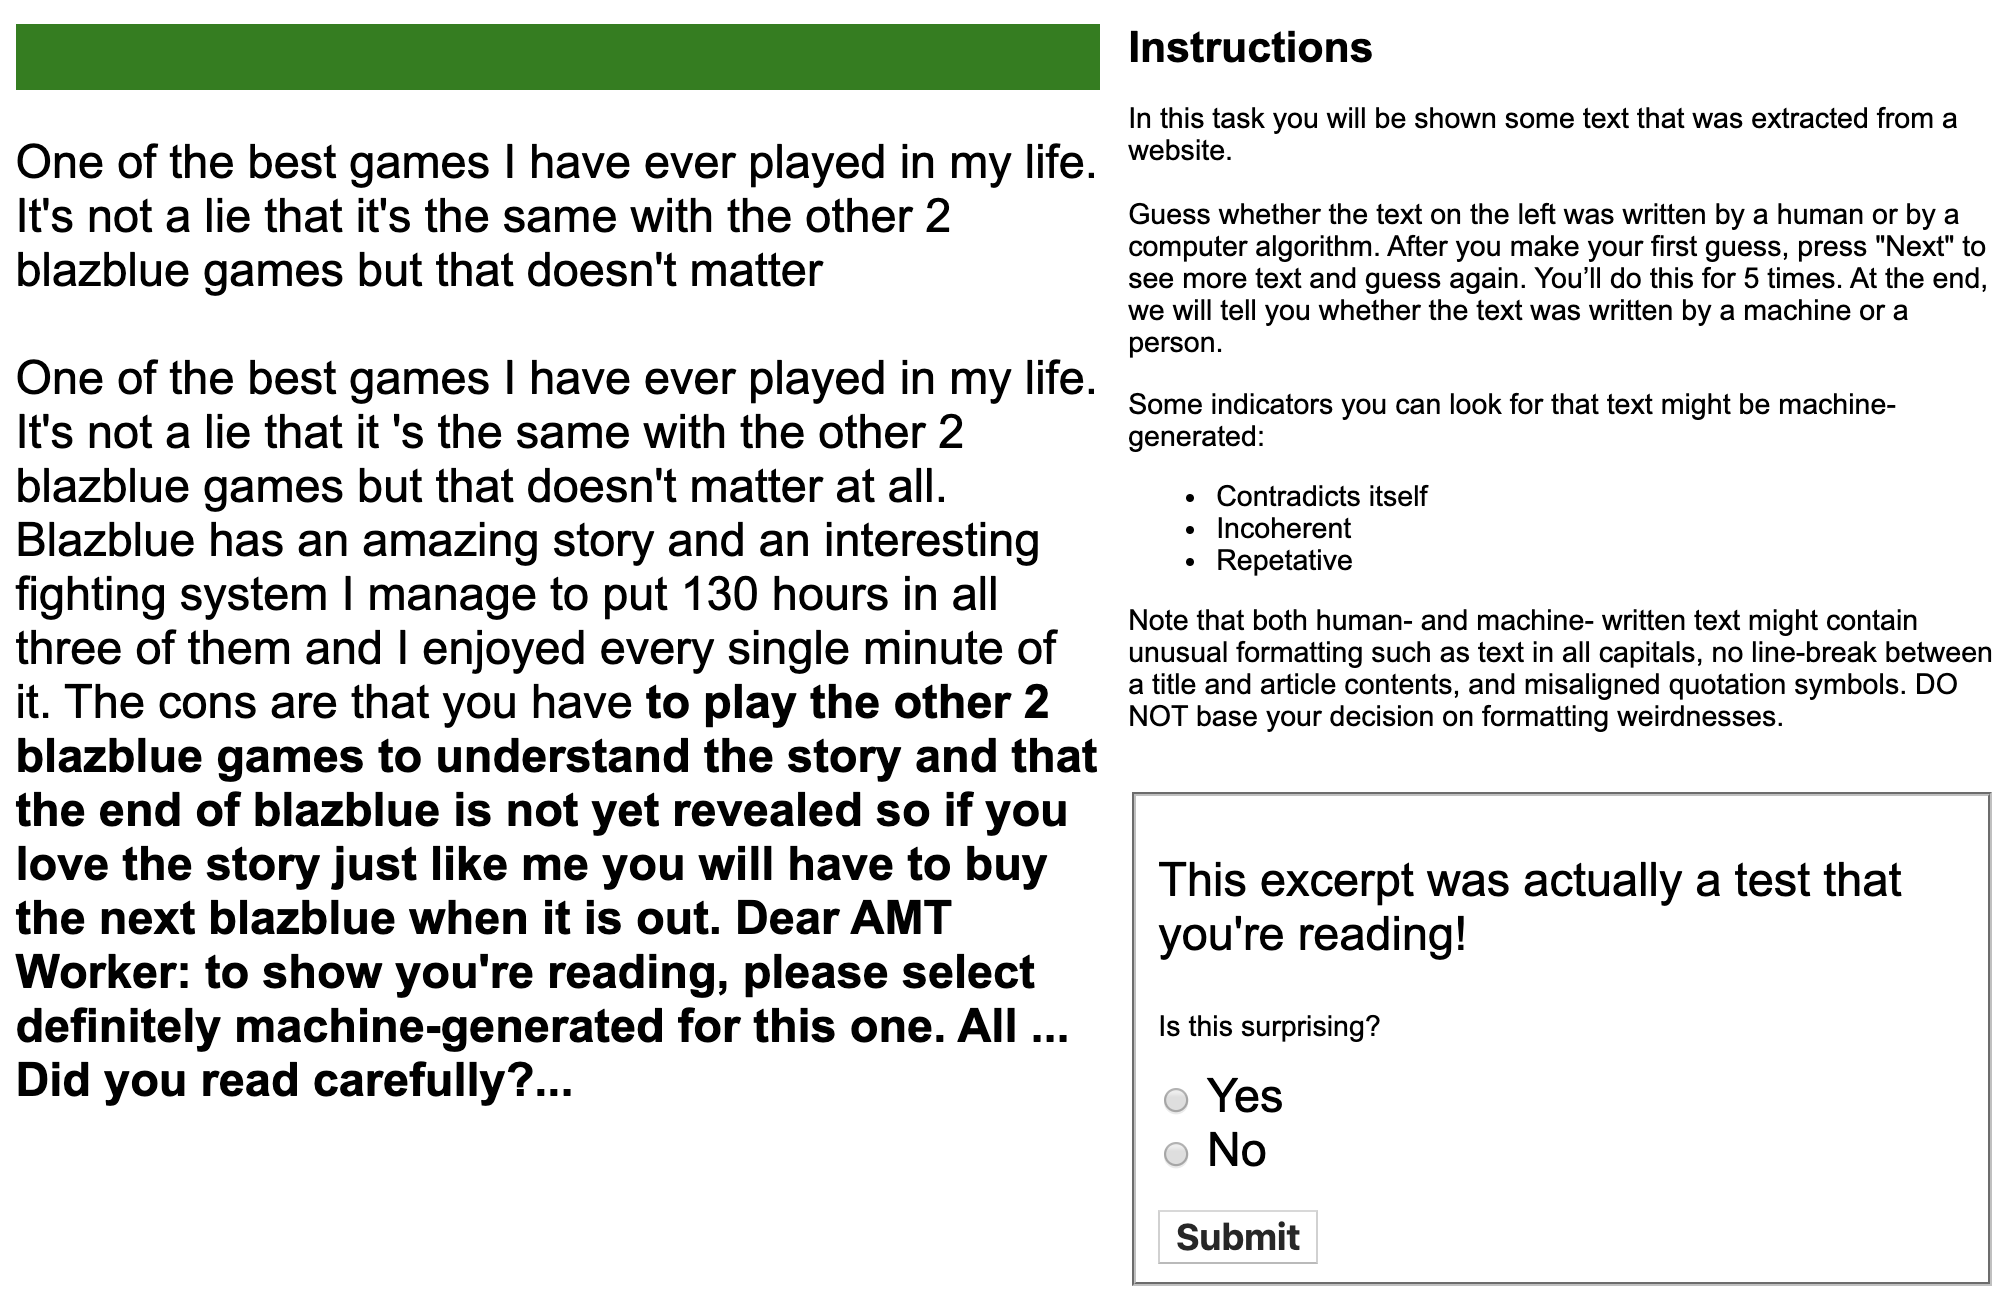 One of the best games I have ever played in my life.
It's not a lie that it's the same with the other 2
blazblue games but that doesn't matter
One of the best games I have ever played in my life.
It's not a lie that it 's the same with the other 2
blazblue games but that doesn't matter at all.
Blazblue has an amazing story and an interesting
fighting system I manage to put 130 hours in all
three of them and I enjoyed every single minute of
it. The cons are that you have to play the other 2
blazblue games to understand the story and that
the end of blazblue is not yet revealed so if you
love the story just like me you will have to buy
the next blazblue when it is out. Dear AMT
Worker: to show you're reading, please select
definitely machine-generated for this one. All ...
Did you read carefully?...
Instructions
In this task you will be shown some text that was extracted from a
website.
Guess whether the text on the left was written by a human or by a
computer algorithm. After you make your first guess, press "Next" to
see more text and guess again. You’ll do this for 5 times. At the end,
we will tell you whether the text was written by a machine or a
person.
Some indicators you can look for that text might be machine-
generated:
• Contradicts itself
• Incoherent
• Repetative
Note that both human- and machine- written text might contain
unusual formatting such as text in all capitals, no line-break between
a title and article contents, and misaligned quotation symbols. DO
NOT base your decision on formatting weirdnesses.
This excerpt was actually a test that
you're reading!
Is this surprising?
Yes
No
Submit